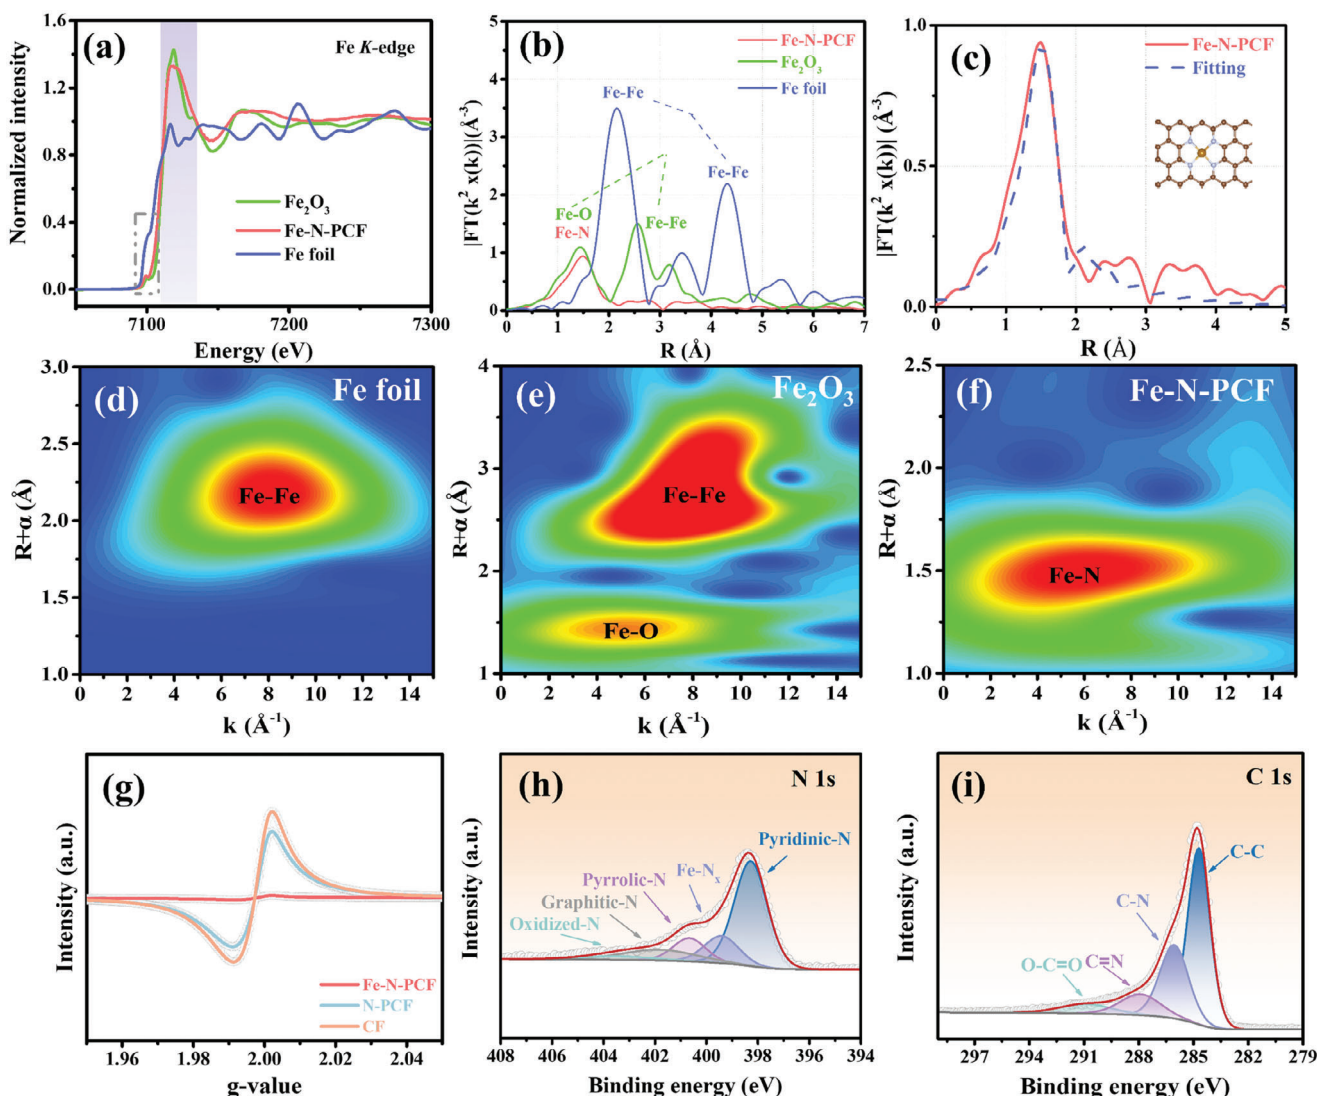 (a)
Fe K-edge
Normalized intensity
1.6
1.2
0.8
0.4
0.0
Fe₂O₃
Fe-N-PCF
Fe foil
7100
7200
7300
Energy (eV)
(b)
Fe-N-PCF
Fe₂O₃
Fe foil
|FT(k² x(k))|(Å⁻³)
5
4
3
2
1
0
Fe-Fe
Fe-Fe
Fe-O
Fe-N
Fe-Fe
0 1 2 3 4 5 6 7
R (Å)
(c)
Fe-N-PCF
Fitting
|FT(k² x(k))| (Å⁻³)
1.0
0.5
0.0
0 1 2 3 4 5
R (Å)
(d)
Fe foil
R+α (Å)
3.0
2.5
2.0
1.5
1.0
Fe-Fe
0 2 4 6 8 10 12 14
k (Å⁻¹)
(e)
Fe₂O₃
R+α (Å)
4
3
2
1
Fe-Fe
Fe-O
0 2 4 6 8 10 12 14
k (Å⁻¹)
(f)
Fe-N-PCF
R+α (Å)
3.0
2.5
2.0
1.5
1.0
Fe-N
0 2 4 6 8 10 12 14
k (Å⁻¹)
(g)
Intensity (a.u.)
Fe-N-PCF
N-PCF
CF
1.96 1.98 2.00 2.02 2.04
g-value
(h)
N 1s
Intensity (a.u.)
Pyridinic-N
Fe-Nₓ
Pyrrolic-N
Graphitic-N
Oxidized-N
408 406 404 402 400 398 396 394
Binding energy (eV)
(i)
C 1s
Intensity (a.u.)
C-C
C-N
C=N
O-C=O
297 294 291 288 285 282 279
Binding energy (eV)